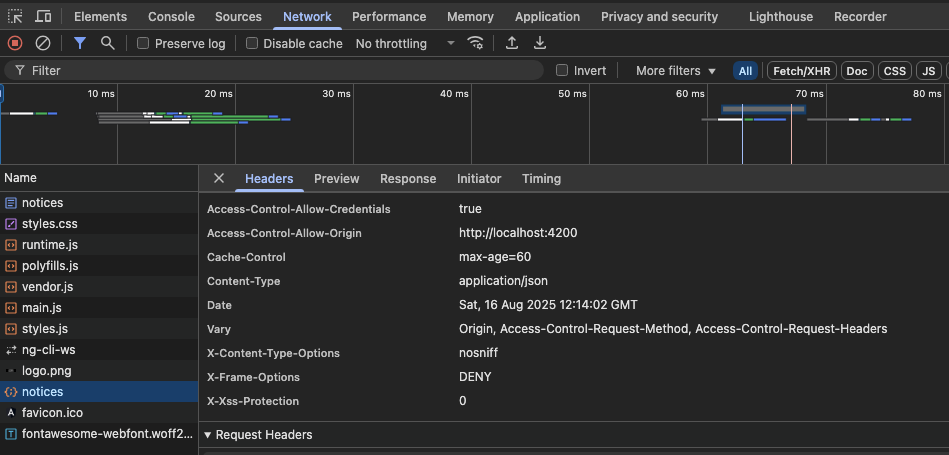 Elements Console Sources Network Performance Memory Application Privacy and security Lighthouse Recorder
Preserve log Disable cache No throttling
Filter Invert More filters All Fetch/XHR Doc CSS JS
10 ms 20 ms 30 ms 40 ms 50 ms 60 ms 70 ms 80 ms
Name
notices
styles.css
runtime.js
polyfills.js
vendor.js
main.js
styles.js
ng-cli-ws
logo.png
notices
favicon.ico
fontawesome-webfont.woff2...
Headers Preview Response Initiator Timing
Access-Control-Allow-Credentials true
Access-Control-Allow-Origin http://localhost:4200
Cache-Control max-age=60
Content-Type application/json
Date Sat, 16 Aug 2025 12:14:02 GMT
Vary Origin, Access-Control-Request-Method, Access-Control-Request-Headers
X-Content-Type-Options nosniff
X-Frame-Options DENY
X-Xss-Protection 0
Request Headers